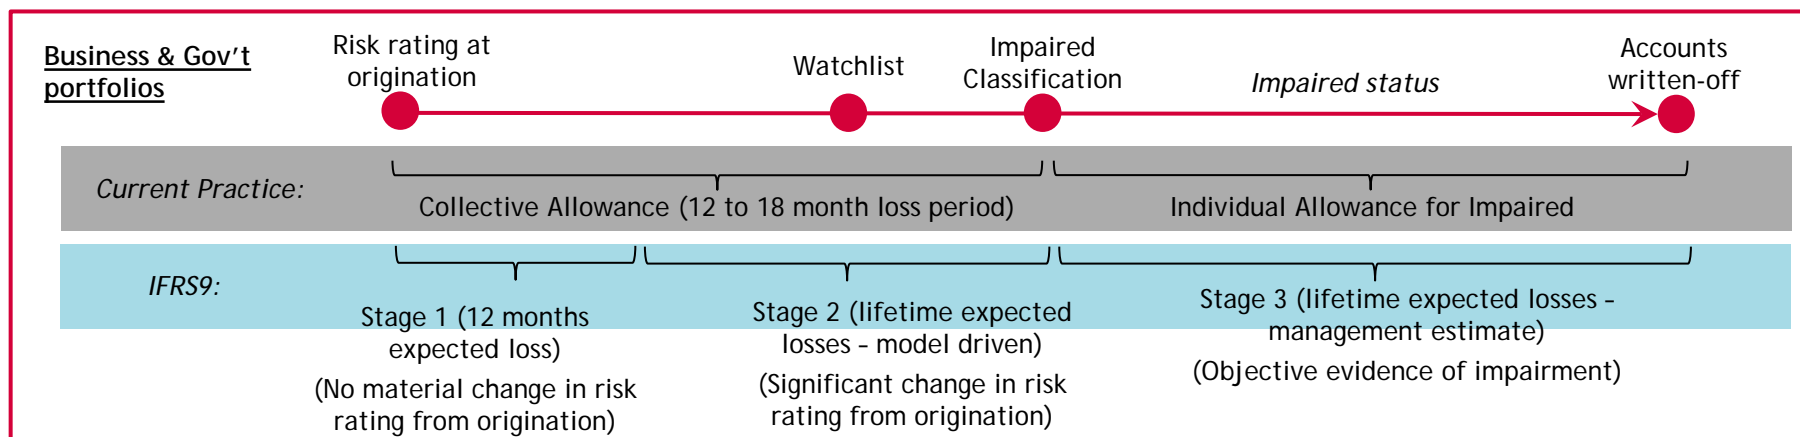 Business & Gov't
portfolios
Risk rating at
origination
Watchlist
Impaired
Classification
Impaired status
Accounts
written-off
Current Practice:
Collective Allowance (12 to 18 month loss period)
Individual Allowance for Impaired
IFRS9:
Stage 1 (12 months
expected loss)
(No material change in risk
rating from origination)
Stage 2 (lifetime expected
losses – model driven)
(Significant change in risk
rating from origination)
Stage 3 (lifetime expected losses –
management estimate)
(Objective evidence of impairment)